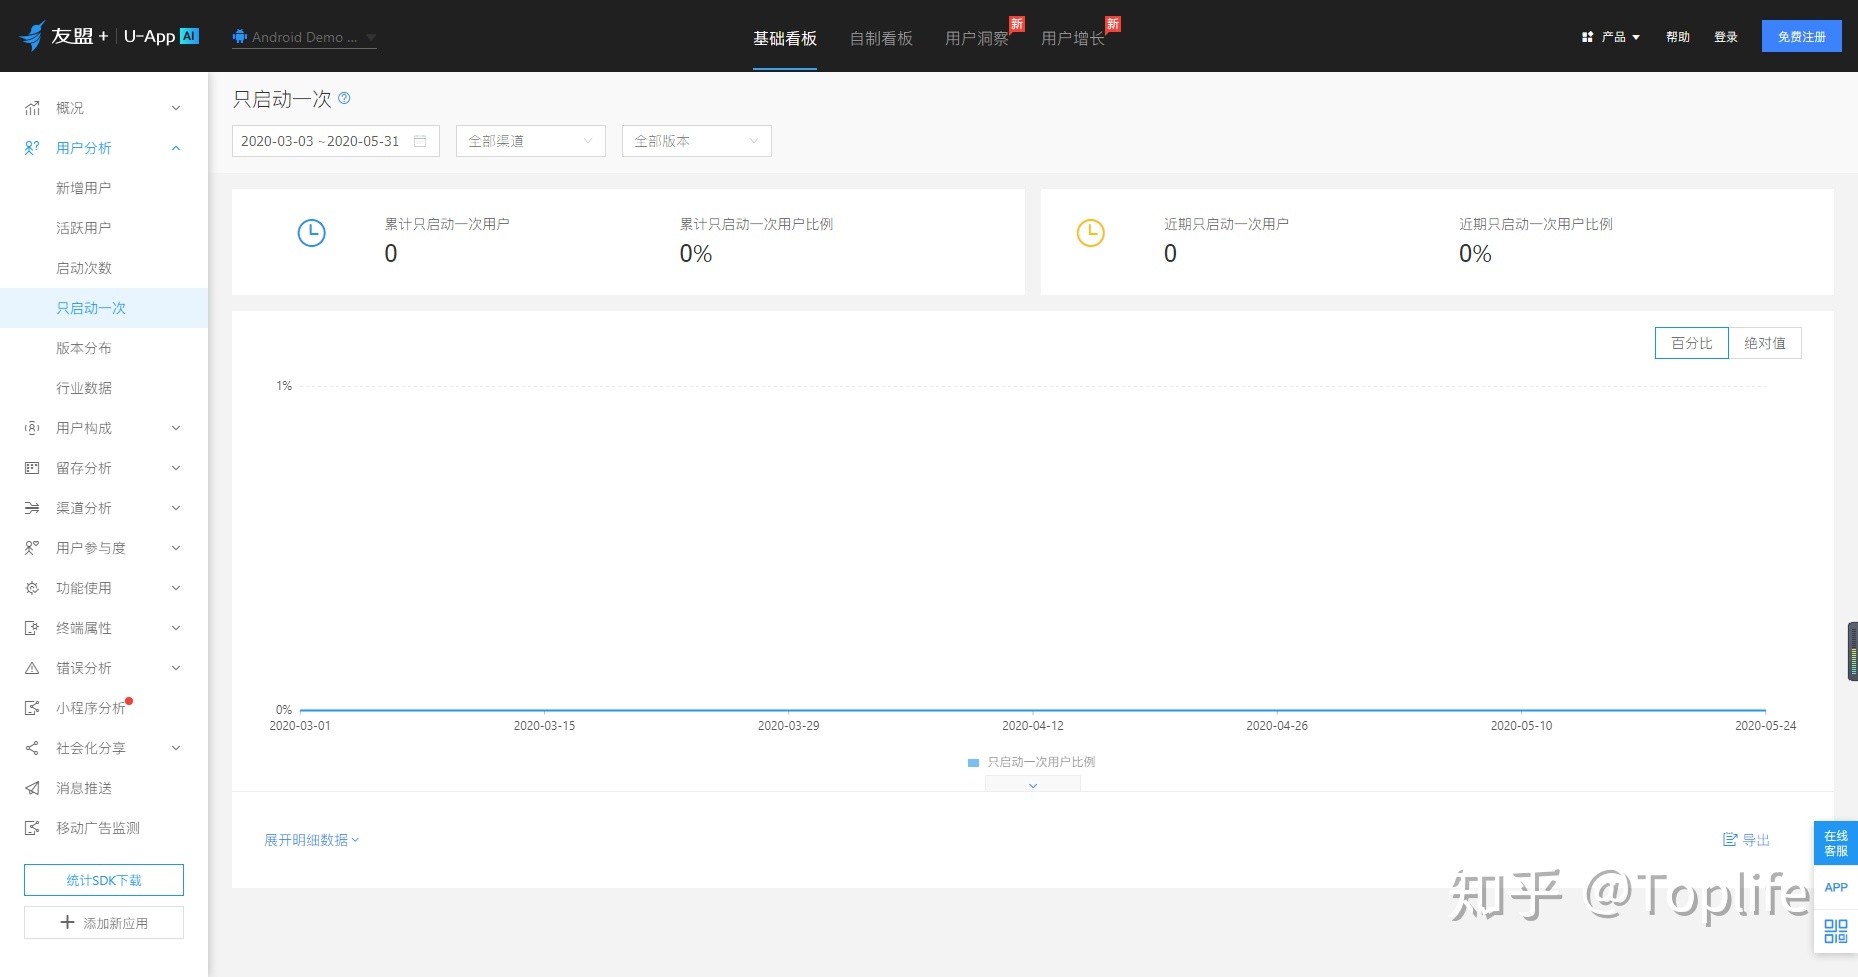 友盟+ U-App AI
Android Demo ...
基础看板
自制看板
用户洞察
新
用户增长
新
产品
帮助
登录
免费注册
概况
用户分析
新增用户
活跃用户
启动次数
只启动一次
版本分布
行业数据
用户构成
留存分析
渠道分析
用户参与度
功能使用
终端属性
错误分析
小程序分析
社会化分享
消息推送
移动广告监测
统计SDK下载
添加新应用
只启动一次
2020-03-03 ~2020-05-31
全部渠道
全部版本
累计只启动一次用户
0
累计只启动一次用户比例
0%
近期只启动一次用户
0
近期只启动一次用户比例
0%
百分比
绝对值
1%
0%
2020-03-01
2020-03-15
2020-03-29
2020-04-12
2020-04-26
2020-05-10
2020-05-24
只启动一次用户比例
展开明细数据
导出
在线
客服
APP
知乎 @Toplife